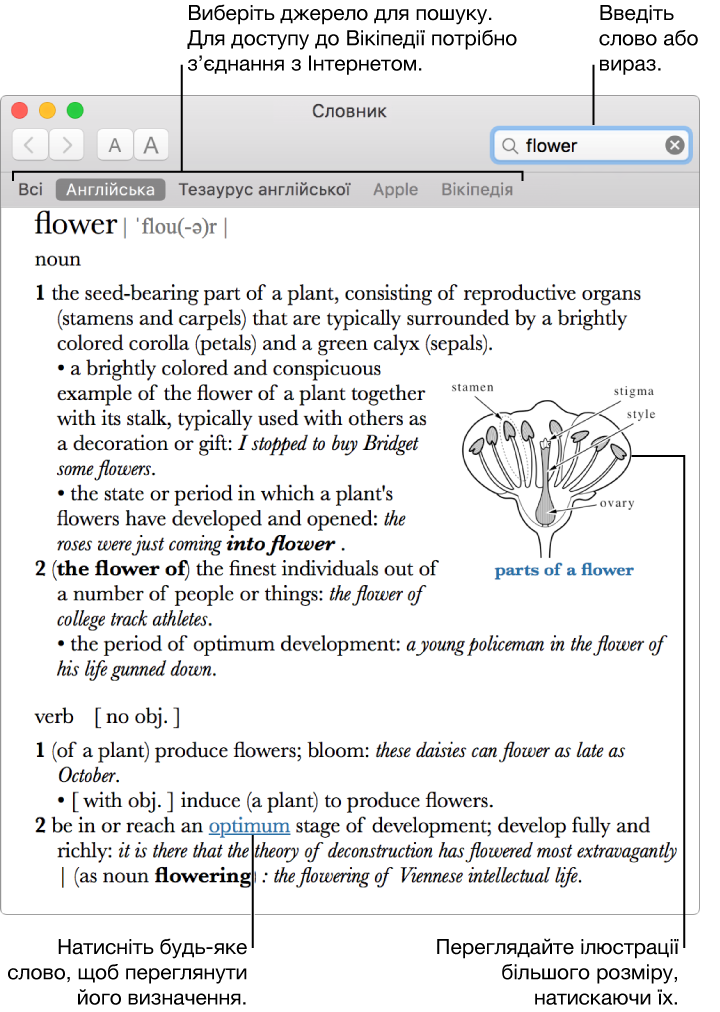 Виберіть джерело для пошуку.
Для доступу до Вікіпедії потрібно
з’єднання з Інтернетом.
Введіть
слово або
вираз.
Словник
A A
flower
Всі Англійська Тезаурус англійської Apple Вікіпедія
flower | ˈflou(-ə)r |
noun
1 the seed-bearing part of a plant, consisting of reproductive organs
(stamens and carpels) that are typically surrounded by a brightly
colored corolla (petals) and a green calyx (sepals).
• a brightly colored and conspicuous
example of the flower of a plant together
with its stalk, typically used with others as
a decoration or gift: I stopped to buy Bridget
some flowers.
• the state or period in which a plant's
flowers have developed and opened: the
roses were just coming into flower .
stamen
stigma
style
ovary
parts of a flower
2 (the flower of) the finest individuals out of
a number of people or things: the flower of
college track athletes.
• the period of optimum development: a young policeman in the flower of
his life gunned down.
verb [ no obj. ]
1 (of a plant) produce flowers; bloom: these daisies can flower as late as
October.
• [ with obj. ] induce (a plant) to produce flowers.
2 be in or reach an optimum stage of development; develop fully and
richly: it is there that the theory of deconstruction has flowered most extravagantly
| (as noun flowering) : the flowering of Viennese intellectual life.
Натисніть будь-яке
слово, щоб переглянути
його визначення.
Переглядайте ілюстрації
більшого розміру,
натискаючи їх.